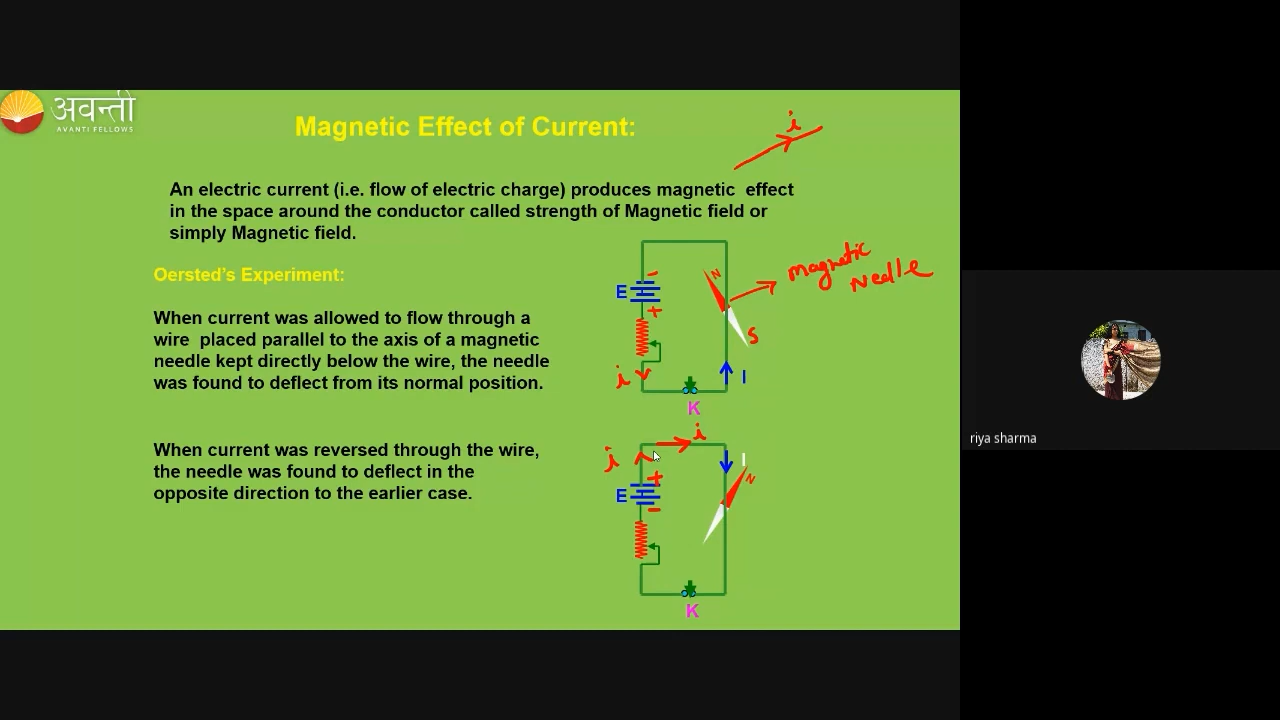 अवन्ती
AVANTI FELLOWS
Magnetic Effect of Current:
i
An electric current (i.e. flow of electric charge) produces magnetic effect
in the space around the conductor called strength of Magnetic field or
simply Magnetic field.
Oersted's Experiment:
When current was allowed to flow through a
wire placed parallel to the axis of a magnetic
needle kept directly below the wire, the needle
was found to deflect from its normal position.
When current was reversed through the wire,
the needle was found to deflect in the
opposite direction to the earlier case.
-
E
+
N
magnetic
Needle
S
i
I
K
i
i
I
+
E
-
N
K
riya sharma